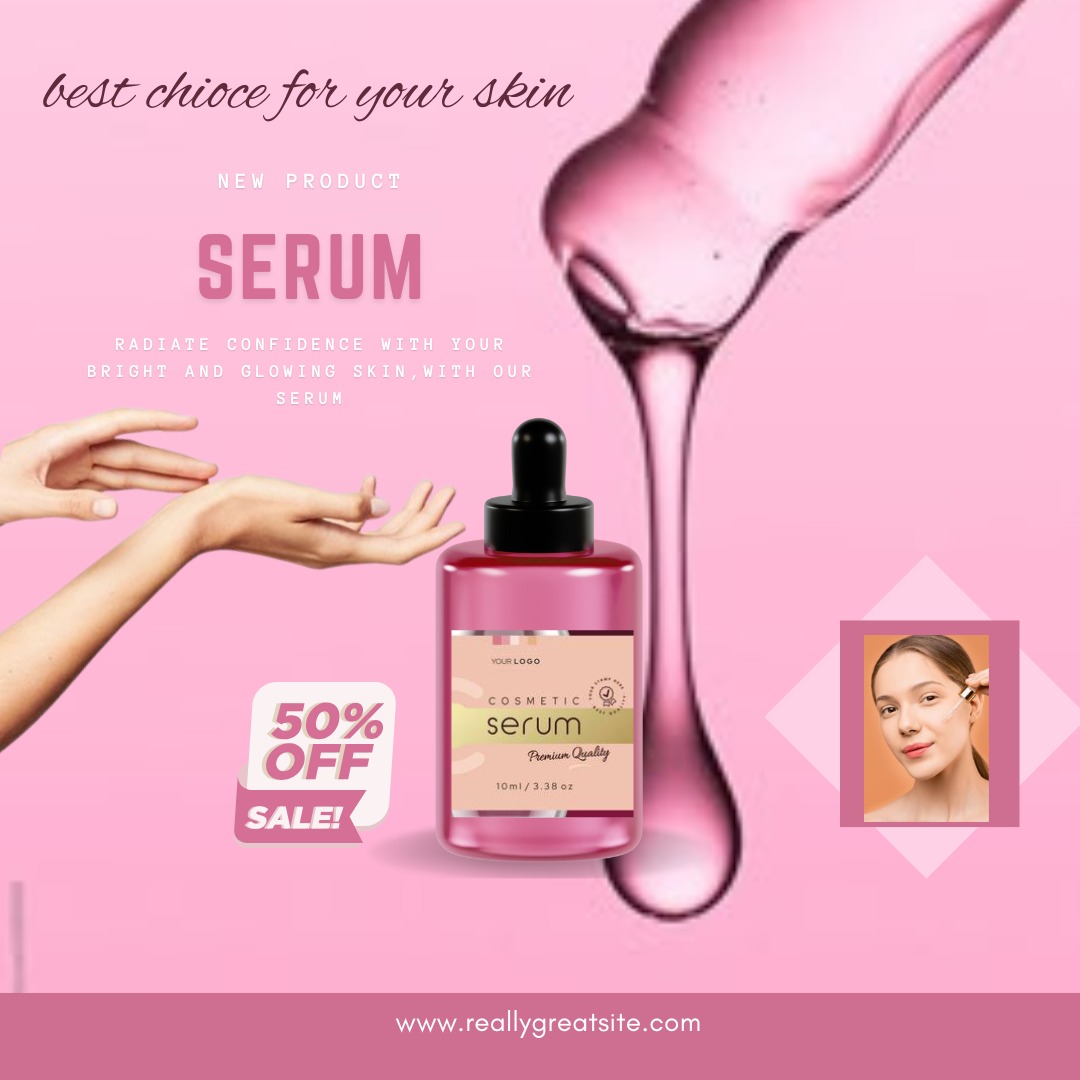 best chioce for your skin
NEW PRODUCT
SERUM
RADIATE CONFIDENCE WITH YOUR
BRIGHT AND GLOWING SKIN,WITH OUR
SERUM
YOUR LOGO
COSMETIC
serum
Premium Quality
10ml / 3.38 oz
50%
OFF
SALE!
www.reallygreatsite.com